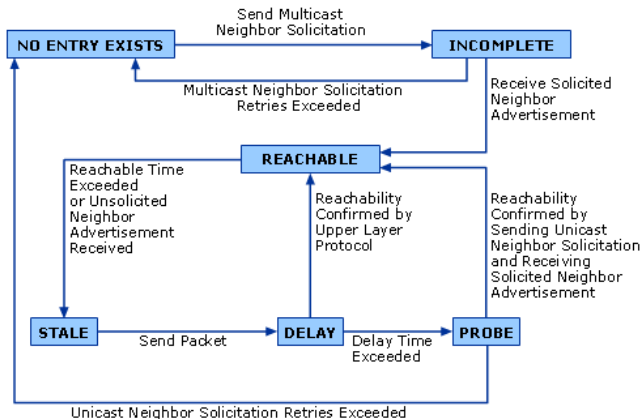 Send Multicast
Neighbor Solicitation
NO ENTRY EXISTS
INCOMPLETE
Multicast Neighbor Solicitation
Retries Exceeded
Receive Solicited
Neighbor
Advertisement
REACHABLE
Reachable Time
Exceeded
or Unsolicited
Neighbor
Advertisement
Received
Reachability
Confirmed by
Upper Layer
Protocol
Reachability
Confirmed by
Sending Unicast
Neighbor Solicitation
and Receiving
Solicited Neighbor
Advertisement
STALE
Send Packet
DELAY
Delay Time
Exceeded
PROBE
Unicast Neighbor Solicitation Retries Exceeded